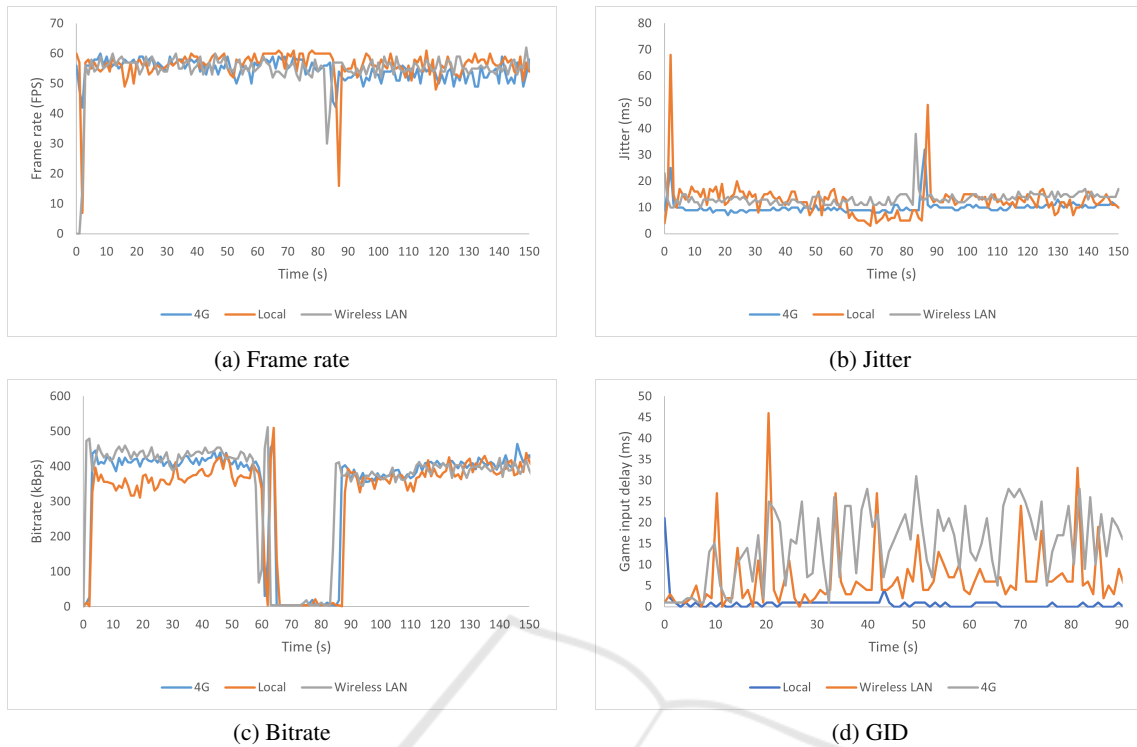 70
60
50
40
30
20
10
0
Frame rate (FPS)
0 10 20 30 40 50 60 70 80 90 100 110 120 130 140 150
Time (s)
4G Local Wireless LAN
(a) Frame rate
80
70
60
50
40
30
20
10
0
Jitter (ms)
0 10 20 30 40 50 60 70 80 90 100 110 120 130 140 150
Time (s)
4G Local Wireless LAN
(b) Jitter
600
500
400
300
200
100
0
Bitrate (kBps)
0 10 20 30 40 50 60 70 80 90 100 110 120 130 140 150
Time (s)
4G Local Wireless LAN
(c) Bitrate
50
45
40
35
30
25
20
15
10
5
0
Game input delay (ms)
0 10 20 30 40 50 60 70 80 90
Time (s)
Local Wireless LAN 4G
(d) GID